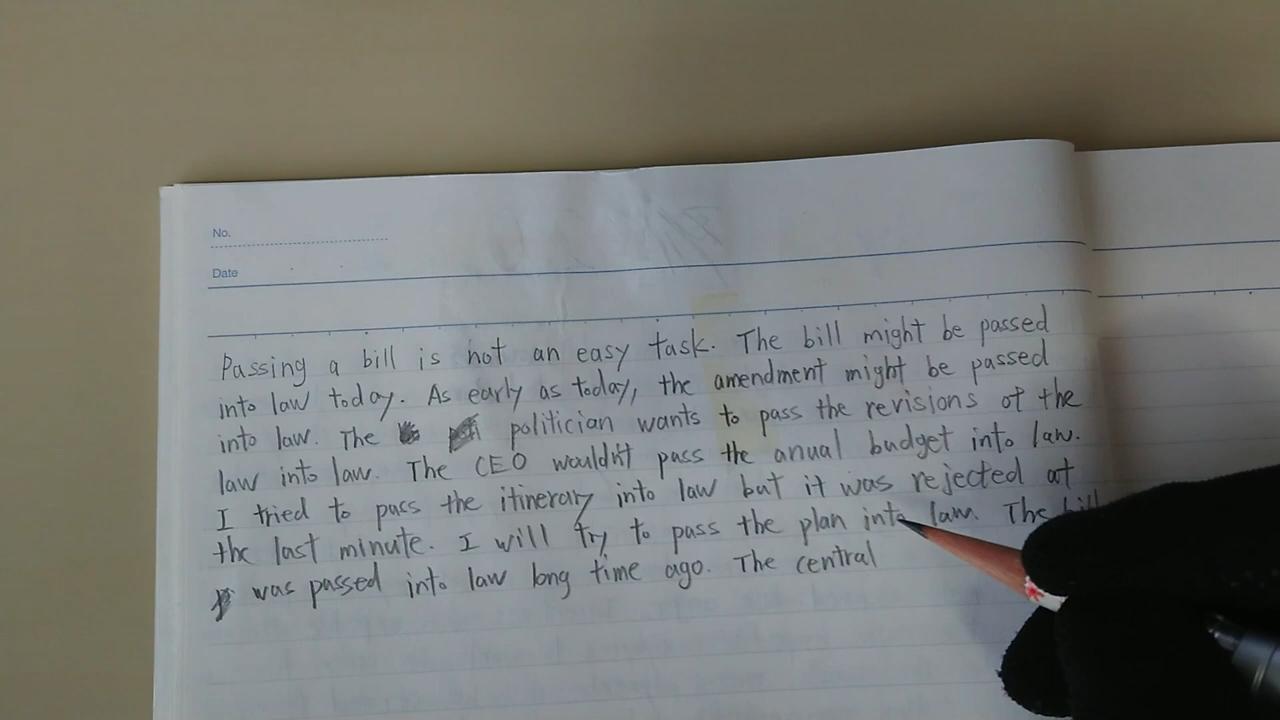 No.
Date
Passing a bill is not an easy task. The bill might be passed
into law today. As early as today, the amendment might be passed
into law. The politician wants to pass the revisions of the
law into law. The CEO wouldn't pass the anual budget into law.
I tried to pass the itinerary into law but it was rejected at
the last minute. I will try to pass the plan into law. The bill
was passed into law long time ago. The central